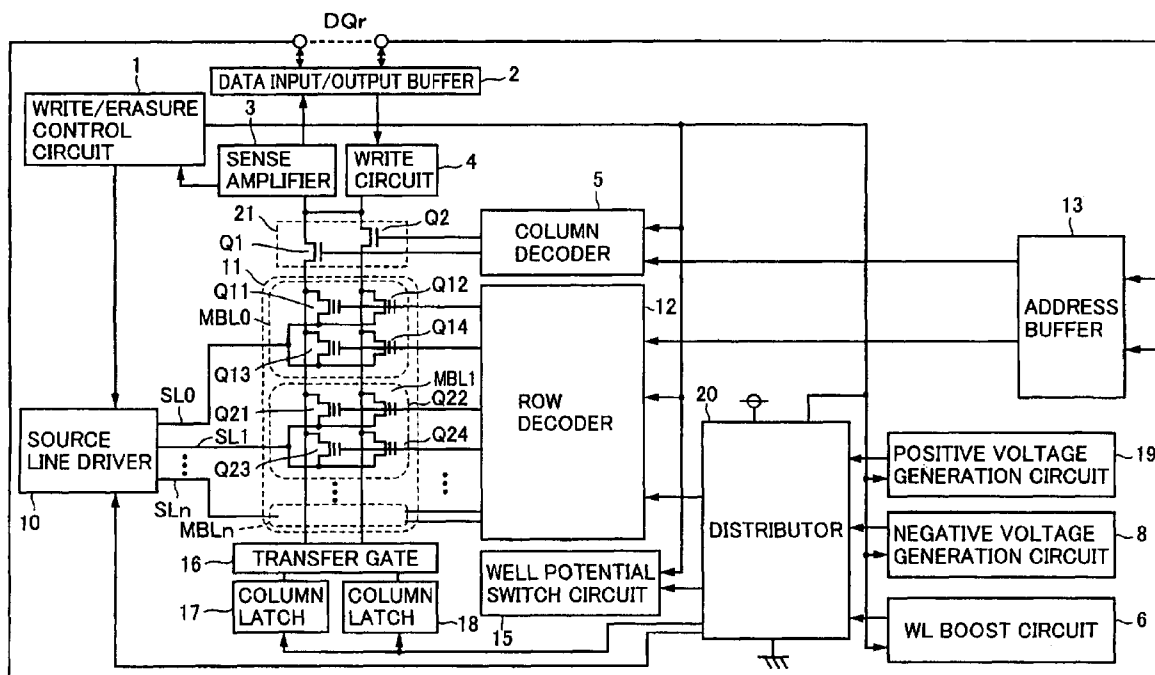 DQr
1
DATA INPUT/OUTPUT BUFFER
2
WRITE/ERASURE
CONTROL
CIRCUIT
3
SENSE
AMPLIFIER
WRITE
CIRCUIT
4
5
COLUMN
DECODER
13
ADDRESS
BUFFER
21
Q2
Q1
11
Q11
Q12
12
MBL0
Q14
Q13
MBL1
SL0
Q21
Q22
ROW
DECODER
20
SOURCE
LINE DRIVER
SL1
Q24
Q23
POSITIVE VOLTAGE
GENERATION CIRCUIT
19
10
SLn
MBLn
DISTRIBUTOR
NEGATIVE VOLTAGE
GENERATION CIRCUIT
8
16
TRANSFER GATE
WELL POTENTIAL
SWITCH CIRCUIT
17
COLUMN
LATCH
COLUMN
LATCH
18
15
WL BOOST CIRCUIT
6